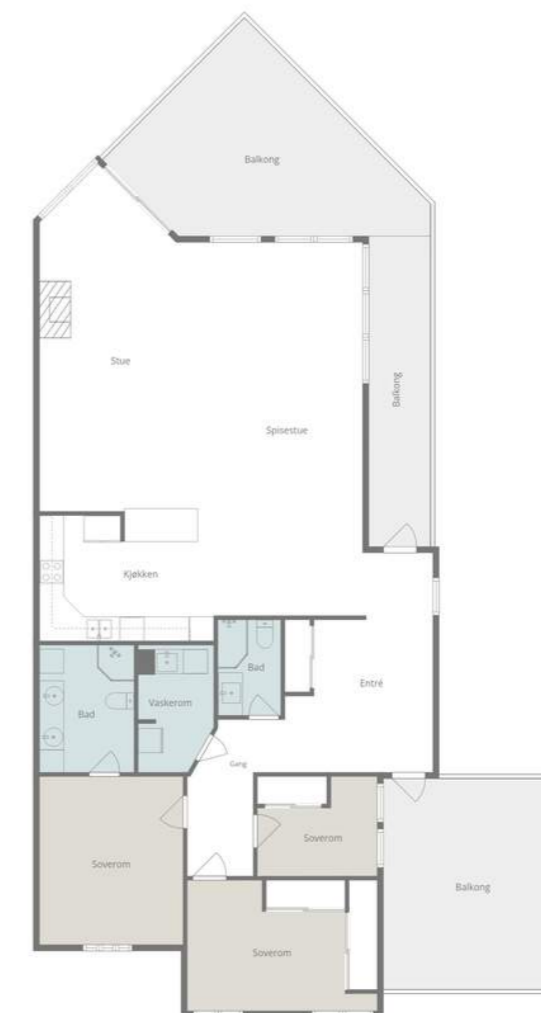 Balkong
Stue
Balkong
Spisestue
Kjøkken
Bad
Entré
Vaskerom
Bad
Gang
Soverom
Soverom
Balkong
Soverom